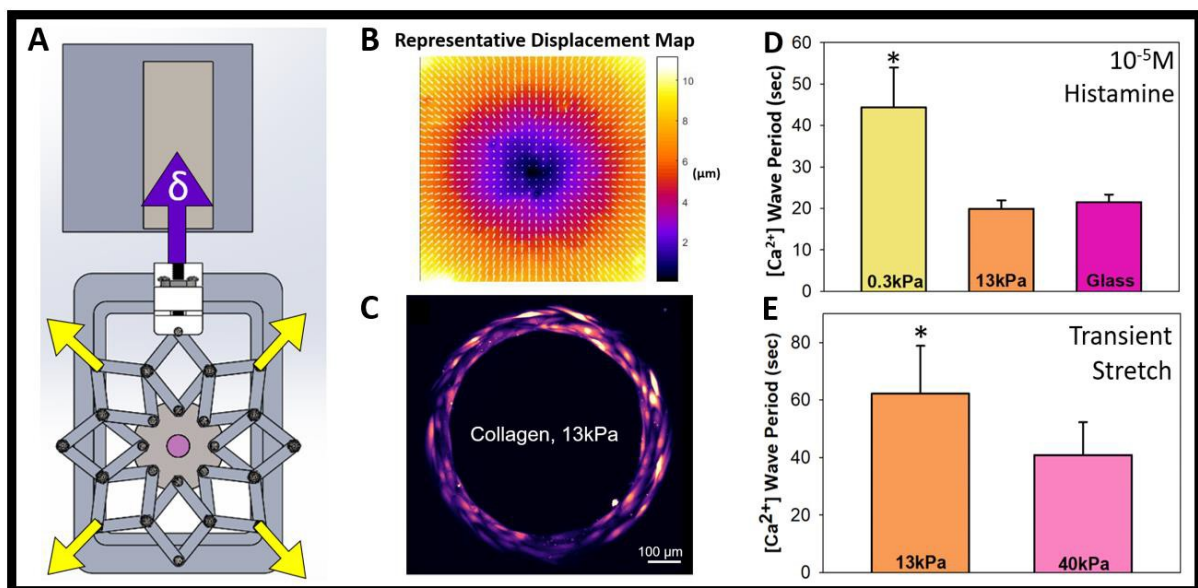 A
δ
B
Representative Displacement Map
10
8
6
(μm)
4
2
C
Collagen, 13kPa
100 μm
D
[Ca²⁺] Wave Period (sec)
60
50
40
30
20
10
0
*
10⁻⁵M
Histamine
0.3kPa
13kPa
Glass
E
[Ca²⁺] Wave Period (sec)
80
60
40
20
0
*
Transient
Stretch
13kPa
40kPa